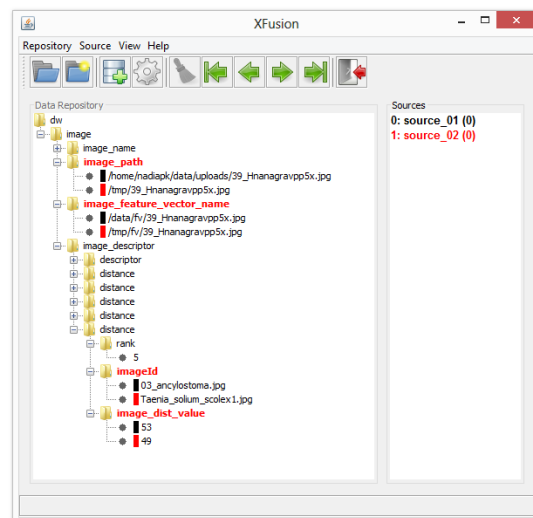 XFusion
Repository Source View Help
Data Repository
dw
image
image_name
image_path
/home/nadiapk/data/uploads/39_Hnanagravpp5x.jpg
/tmp/39_Hnanagravpp5x.jpg
image_feature_vector_name
/data/fv/39_Hnanagravpp5x.jpg
/tmp/fv/39_Hnanagravpp5x.jpg
image_descriptor
descriptor
distance
distance
distance
distance
distance
rank
5
imageId
03_ancylostoma.jpg
Taenia_solium_scolex1.jpg
image_dist_value
53
49
Sources
0: source_01 (0)
1: source_02 (0)